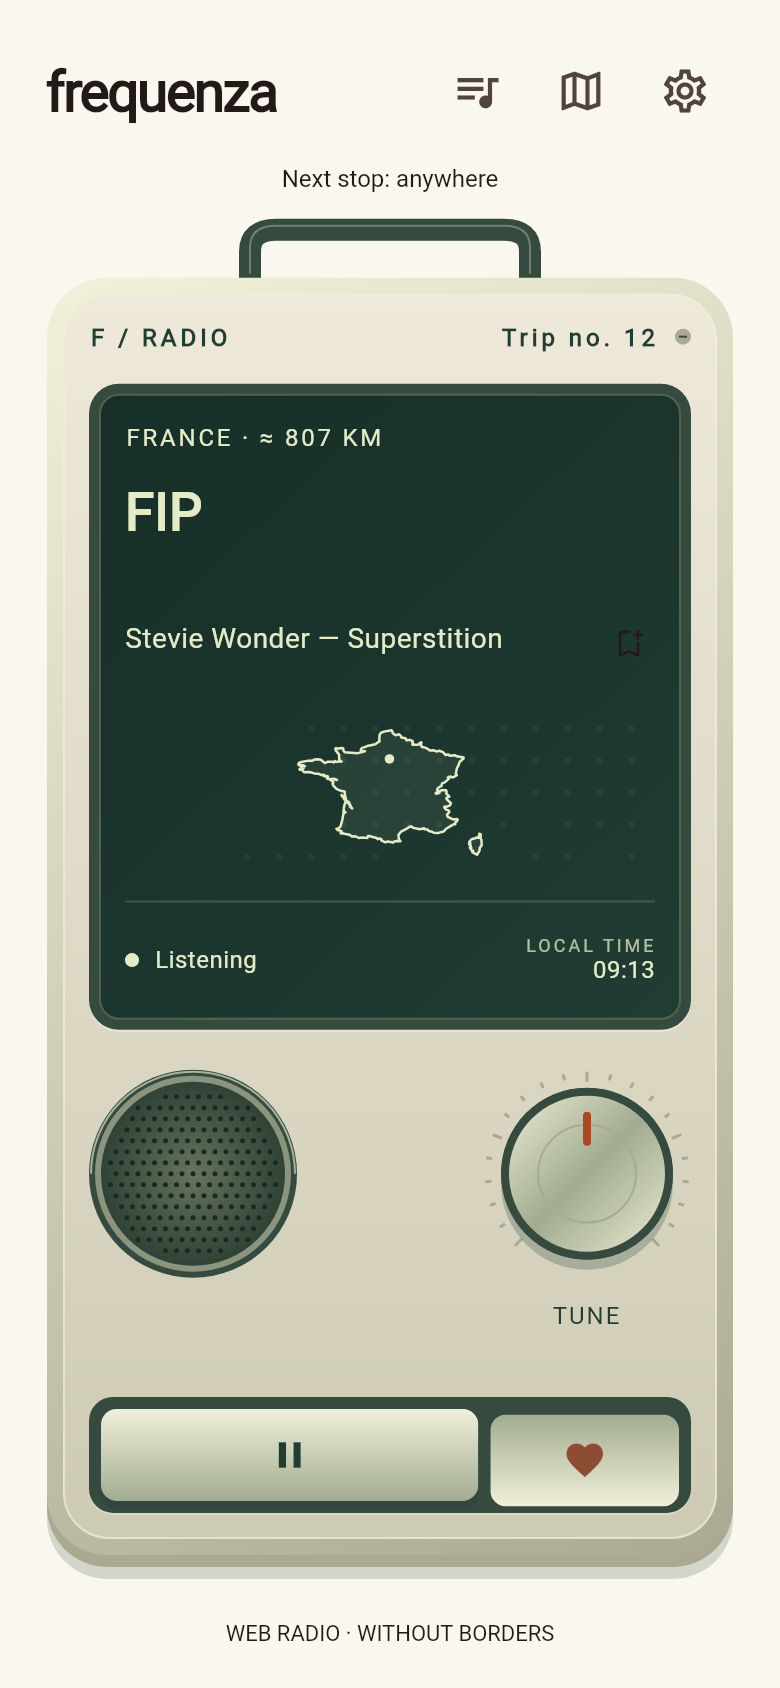 frequenza
Next stop: anywhere
F / RADIO
Trip no. 12
FRANCE · ≈ 807 KM
FIP
Stevie Wonder — Superstition
Listening
LOCAL TIME
09:13
TUNE
WEB RADIO · WITHOUT BORDERS